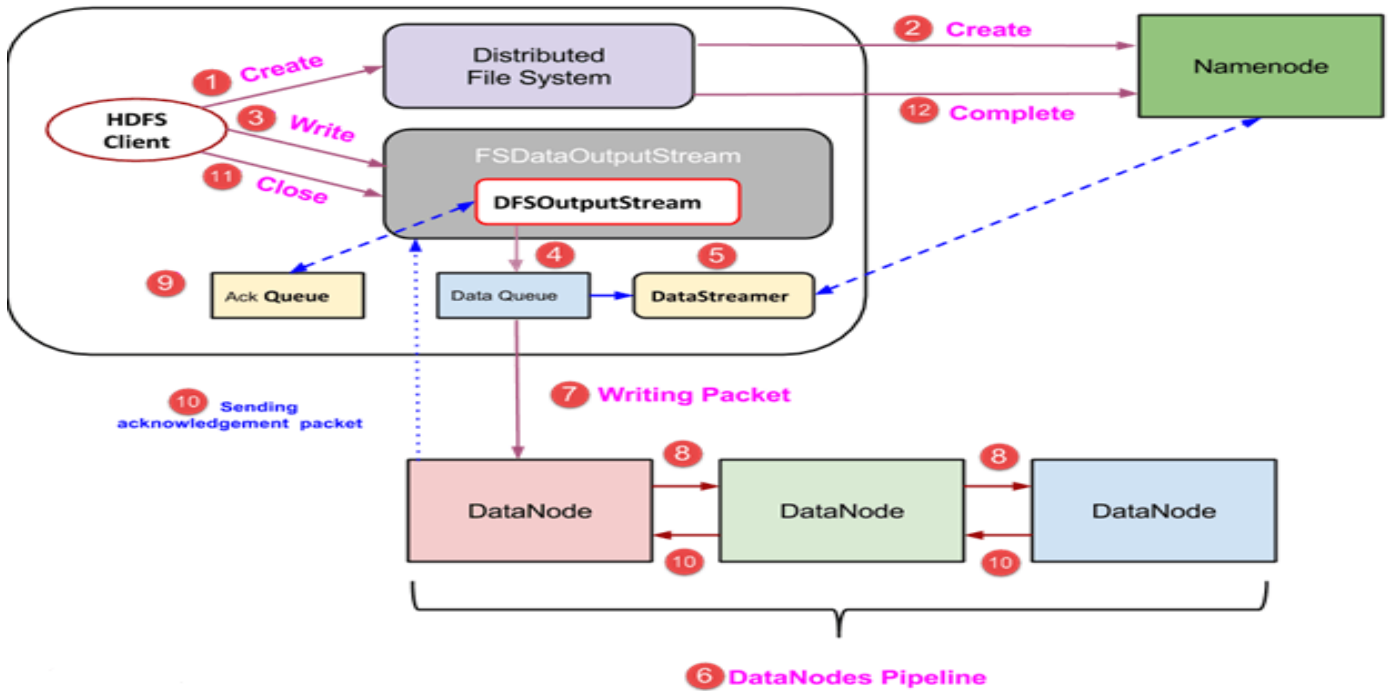 Distributed
File System
2 Create
Namenode
1 Create
12 Complete
HDFS
Client
3 Write
FSDataOutputStream
11 Close
DFSOutputStream
4
5
9
Ack Queue
Data Queue
DataStreamer
7 Writing Packet
10 Sending
acknowledgement packet
8
8
DataNode
DataNode
DataNode
10
10
6 DataNodes Pipeline